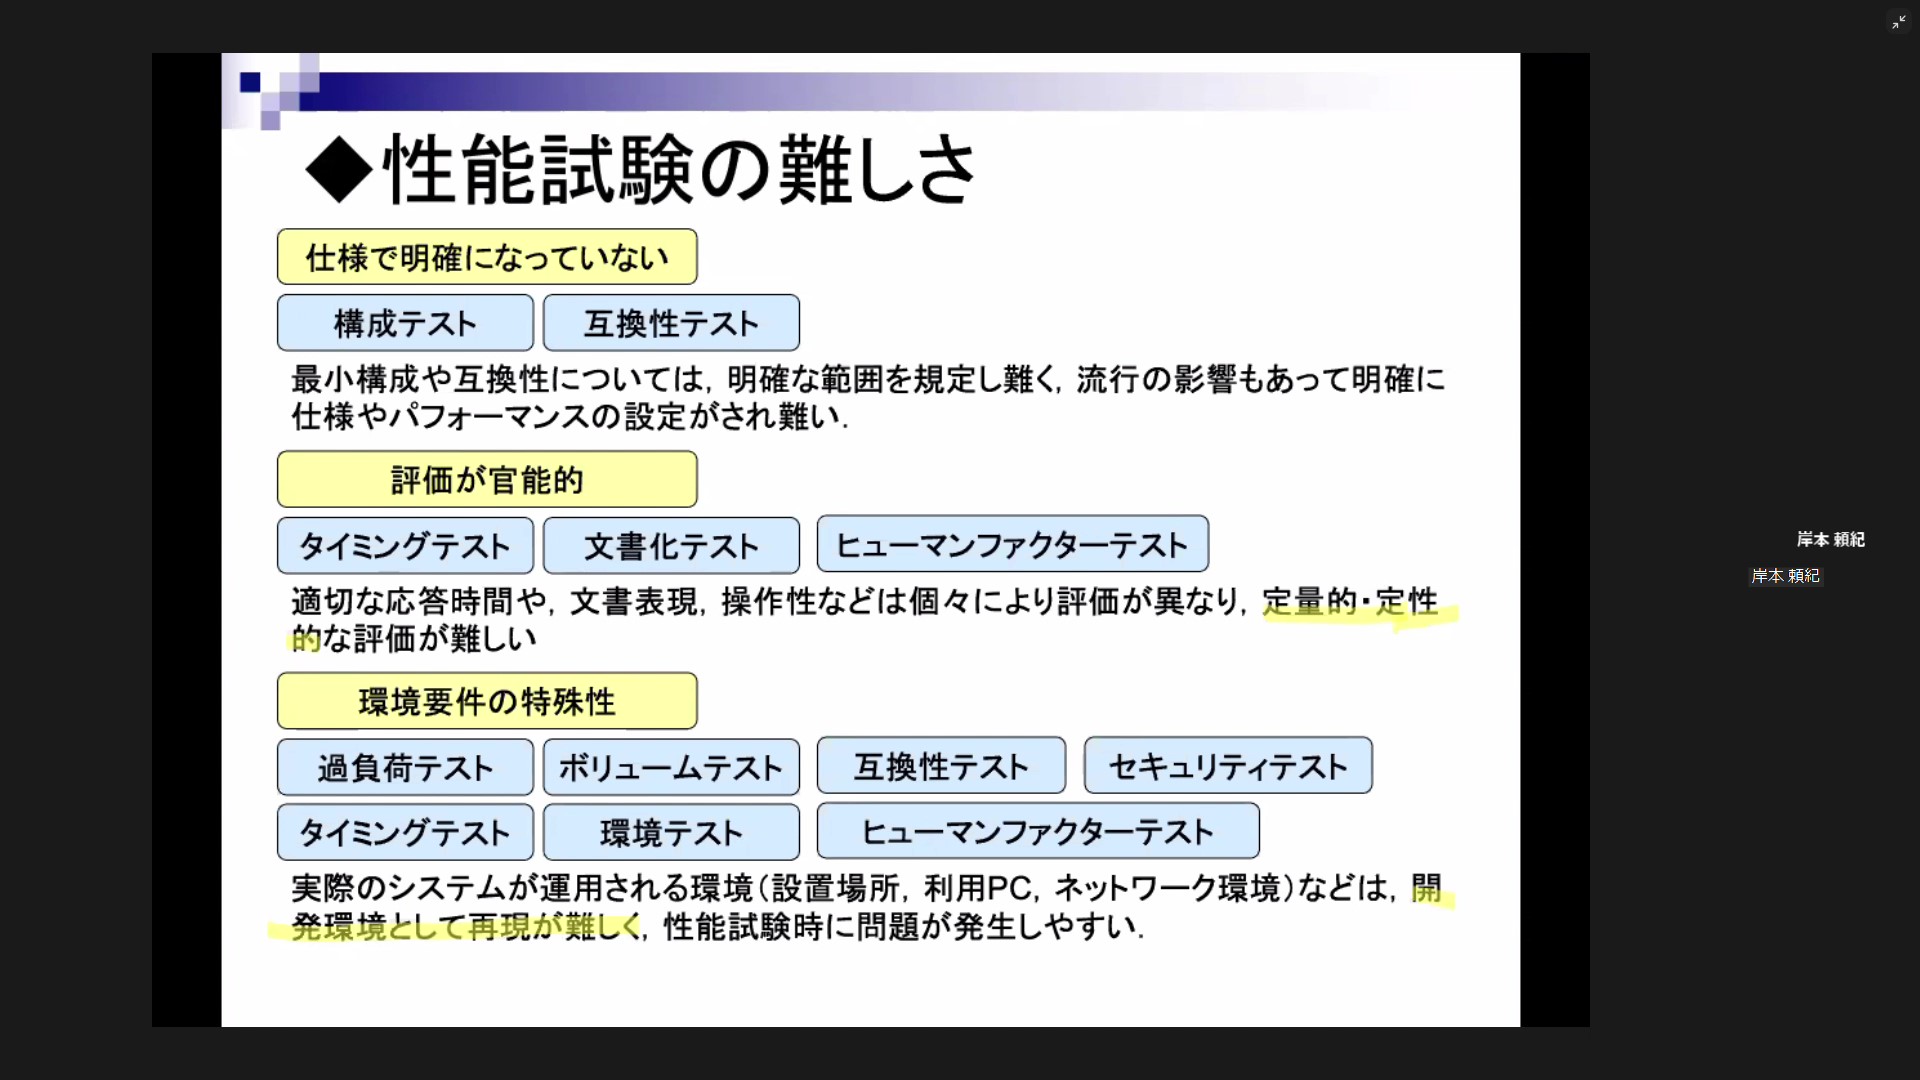 ◆性能試験の難しさ
仕様で明確になっていない
構成テスト 互換性テスト
最小構成や互換性については，明確な範囲を規定し難く，流行の影響もあって明確に
仕様やパフォーマンスの設定がされ難い．
評価が官能的
タイミングテスト 文書化テスト ヒューマンファクターテスト
適切な応答時間や，文書表現，操作性などは個々により評価が異なり，定量的・定性
的な評価が難しい
環境要件の特殊性
過負荷テスト ボリュームテスト 互換性テスト セキュリティテスト
タイミングテスト 環境テスト ヒューマンファクターテスト
実際のシステムが運用される環境（設置場所，利用PC，ネットワーク環境）などは，開
発環境として再現が難しく，性能試験時に問題が発生しやすい．
岸本 頼紀
岸本 頼紀